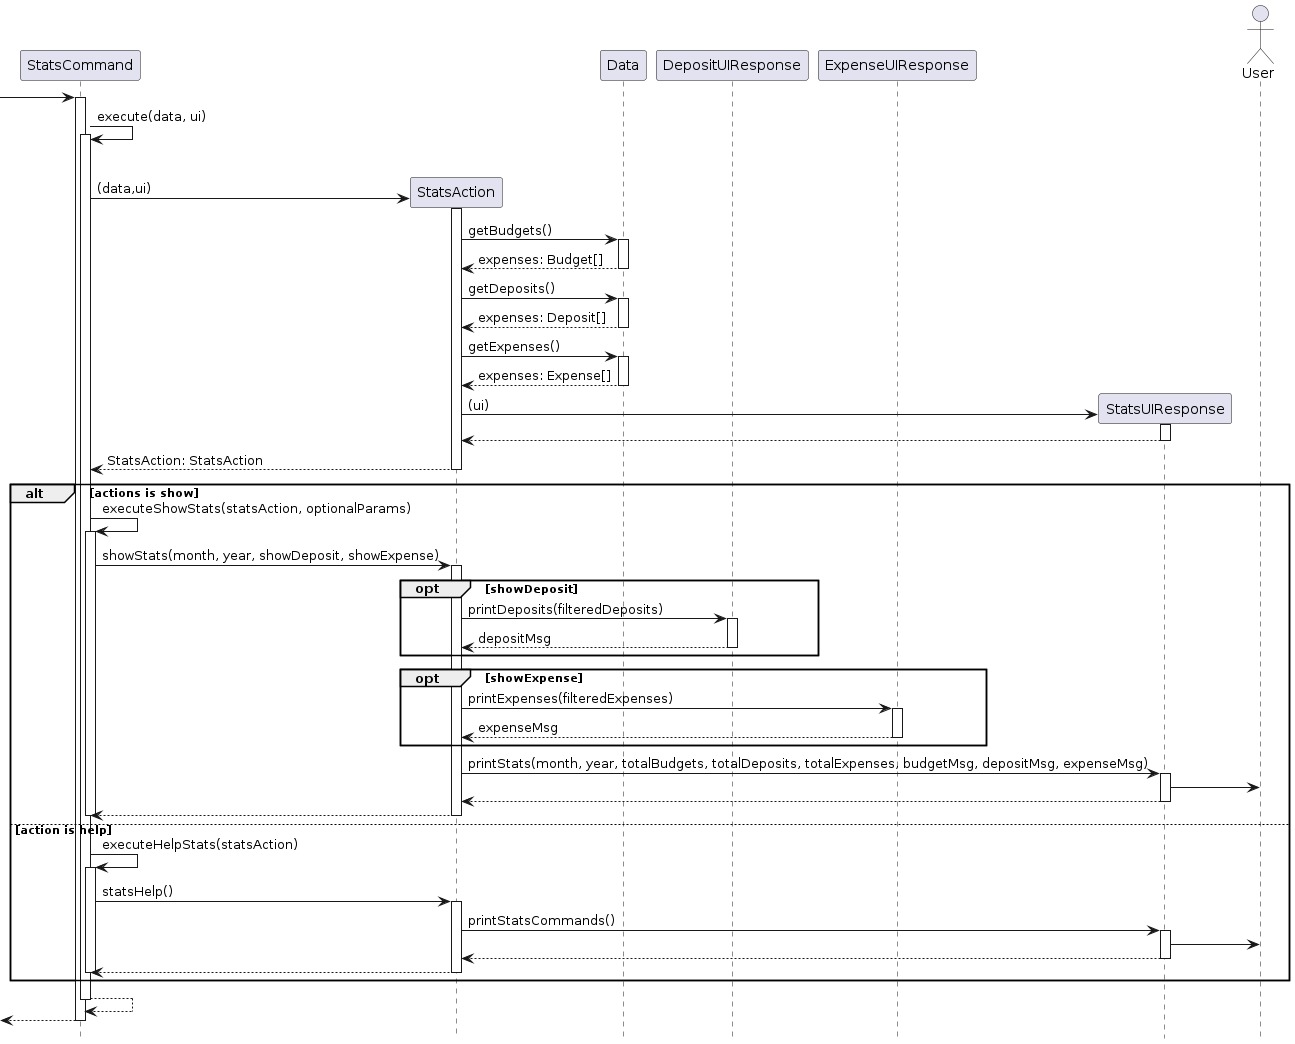 User
StatsCommand
Data
DepositUIResponse
ExpenseUIResponse
execute(data, ui)
(data,ui)
StatsAction
getBudgets()
expenses: Budget[]
getDeposits()
expenses: Deposit[]
getExpenses()
expenses: Expense[]
(ui)
StatsUIResponse
StatsAction: StatsAction
alt
[actions is show]
executeShowStats(statsAction, optionalParams)
showStats(month, year, showDeposit, showExpense)
opt
[showDeposit]
printDeposits(filteredDeposits)
depositMsg
opt
[showExpense]
printExpenses(filteredExpenses)
expenseMsg
printStats(month, year, totalBudgets, totalDeposits, totalExpenses, budgetMsg, depositMsg, expenseMsg)
[action is help]
executeHelpStats(statsAction)
statsHelp()
printStatsCommands()